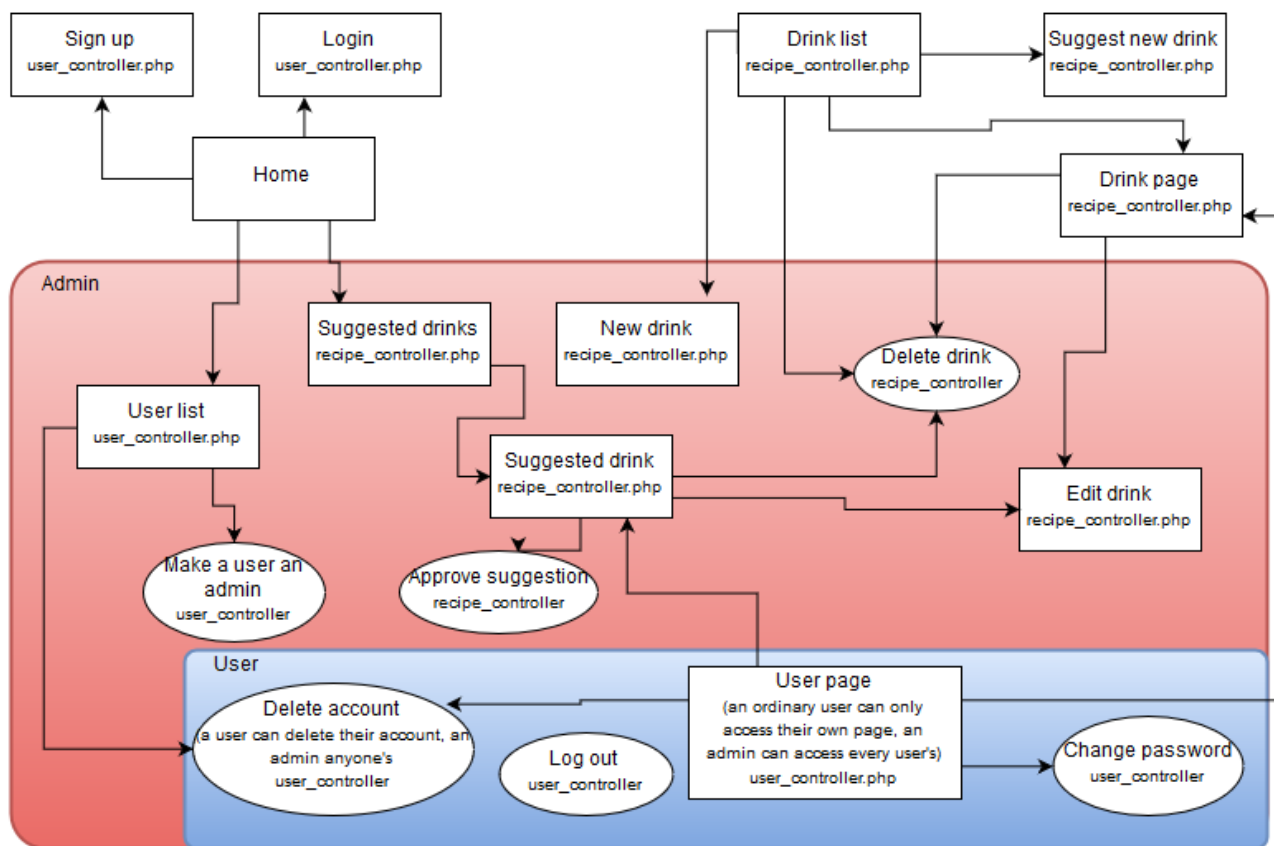 Sign up
user_controller.php
Login
user_controller.php
Drink list
recipe_controller.php
Suggest new drink
recipe_controller.php
Home
Drink page
recipe_controller.php
Admin
Suggested drinks
recipe_controller.php
New drink
recipe_controller.php
Delete drink
recipe_controller
User list
user_controller.php
Suggested drink
recipe_controller.php
Edit drink
recipe_controller.php
Make a user an
admin
user_controller
Approve suggestion
recipe_controller
User
Delete account
(a user can delete their account, an
admin anyone's
user_controller
Log out
user_controller
User page
(an ordinary user can only
access their own page, an
admin can access every user's)
user_controller.php
Change password
user_controller